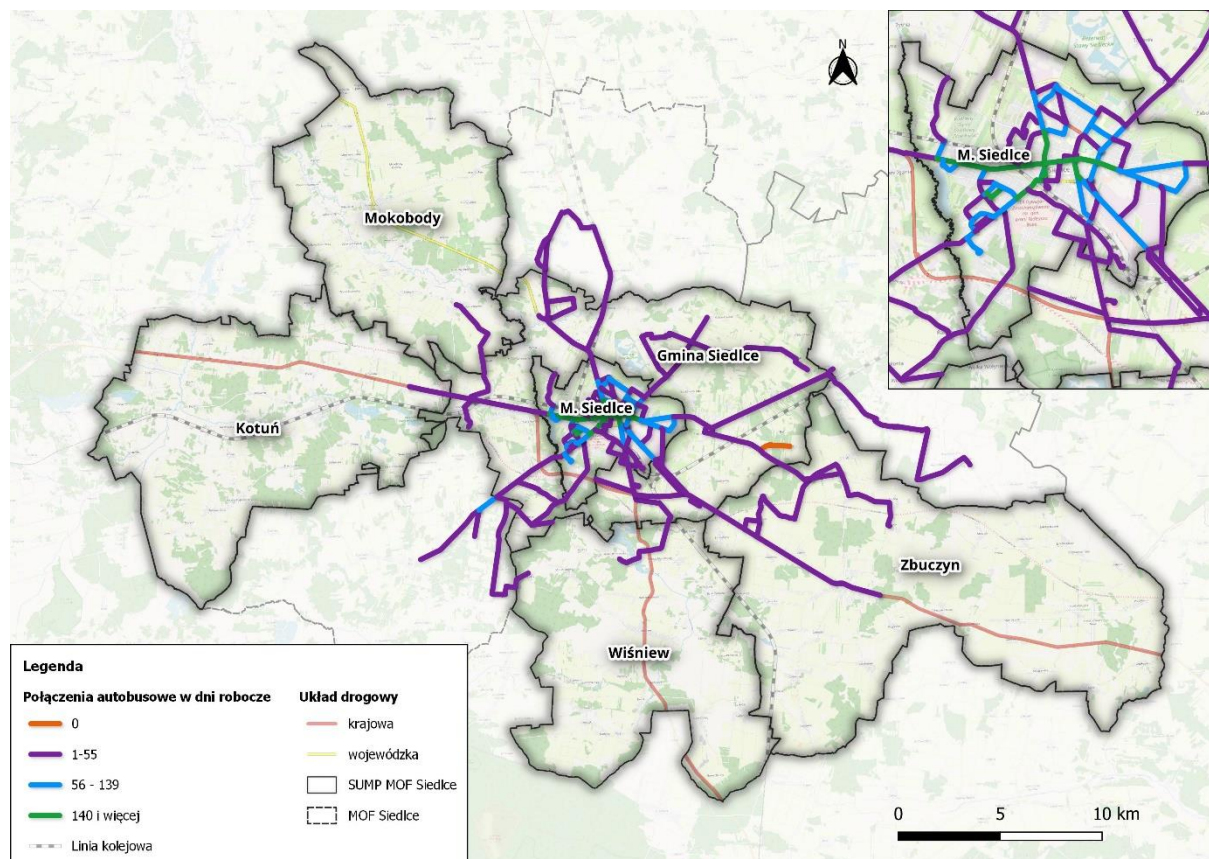 N
M. Siedlce
Mokobody
Gmina Siedlce
M. Siedlce
Kotuń
Zbuczyn
Wiśniew
Legenda
Połączenia autobusowe w dni robocze
0
1-55
56 - 139
140 i więcej
Linia kolejowa
Układ drogowy
krajowa
wojewódzka
SUMP MOF Siedlce
MOF Siedlce
0 5 10 km